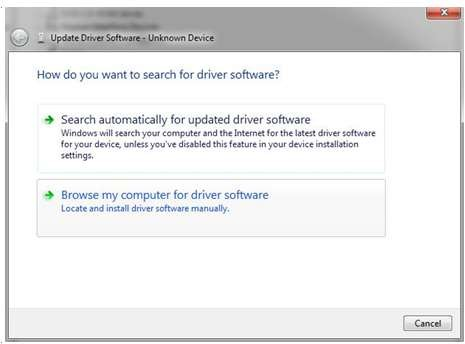 Update Driver Software - Unknown Device
How do you want to search for driver software?
Search automatically for updated driver software
Windows will search your computer and the Internet for the latest driver software
for your device, unless you've disabled this feature in your device installation
settings.
Browse my computer for driver software
Locate and install driver software manually.
Cancel